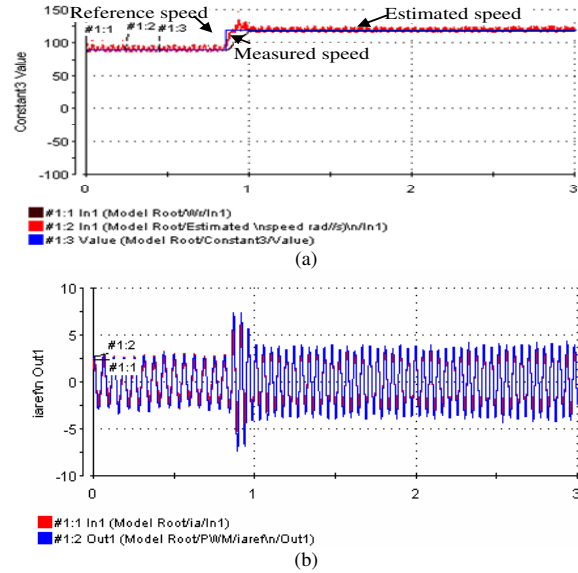 150
Reference speed
Estimated speed
#1:1
#1:2
#1:3
100
Measured speed
50
0
-50
-100
Constant3 Value
0
1
2
3
#1:1 In1 (Model Root/Wr/In1)
#1:2 In1 (Model Root/Estimated \nspeed rad//s)\n/In1)
#1:3 Value (Model Root/Constant3/Value)
(a)
10
5
#1:2
#1:1
0
-5
-10
iaref\n Out1
0
1
2
3
#1:1 In1 (Model Root/ia/In1)
#1:2 Out1 (Model Root/PWM/iaref\n/Out1)
(b)